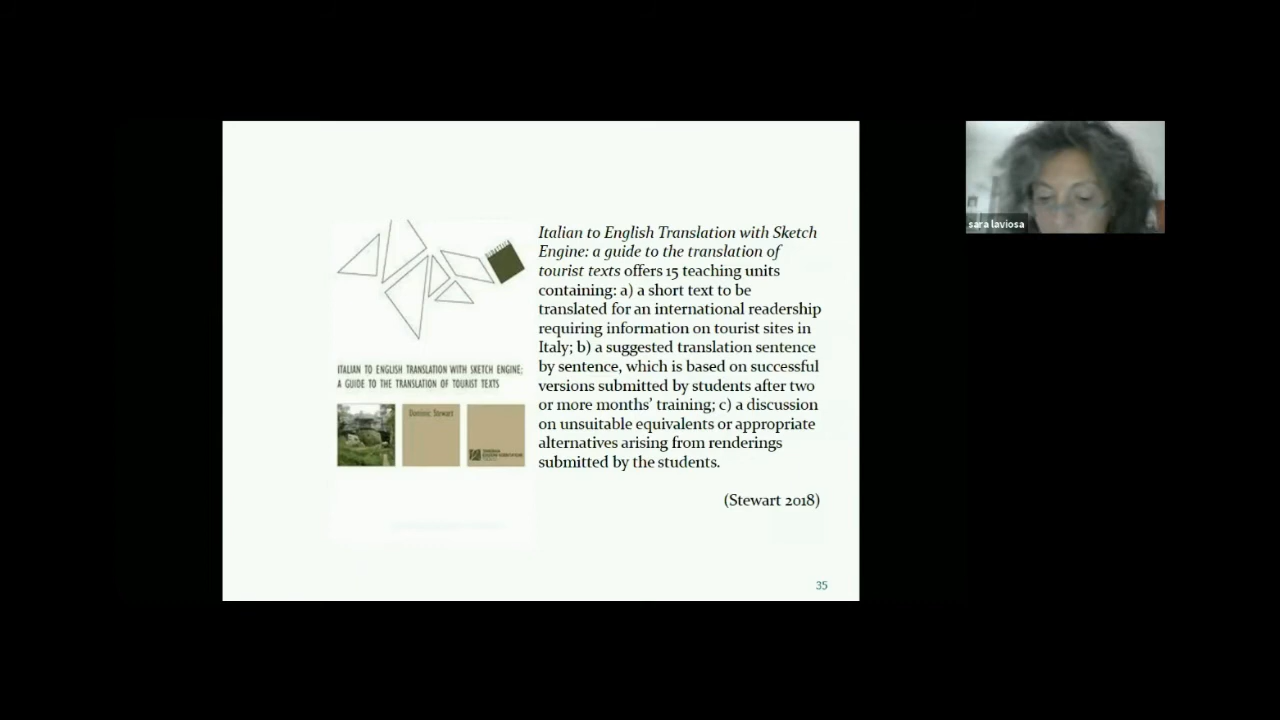 Italian to English Translation with Sketch
Engine: a guide to the translation of
tourist texts offers 15 teaching units
containing: a) a short text to be
translated for an international readership
requiring information on tourist sites in
Italy; b) a suggested translation sentence
by sentence, which is based on successful
versions submitted by students after two
or more months’ training; c) a discussion
on unsuitable equivalents or appropriate
alternatives arising from renderings
submitted by the students.
(Stewart 2018)
35
ITALIAN TO ENGLISH TRANSLATION WITH SKETCH ENGINE:
A GUIDE TO THE TRANSLATION OF TOURIST TEXTS
Dominic Stewart
sara laviosa